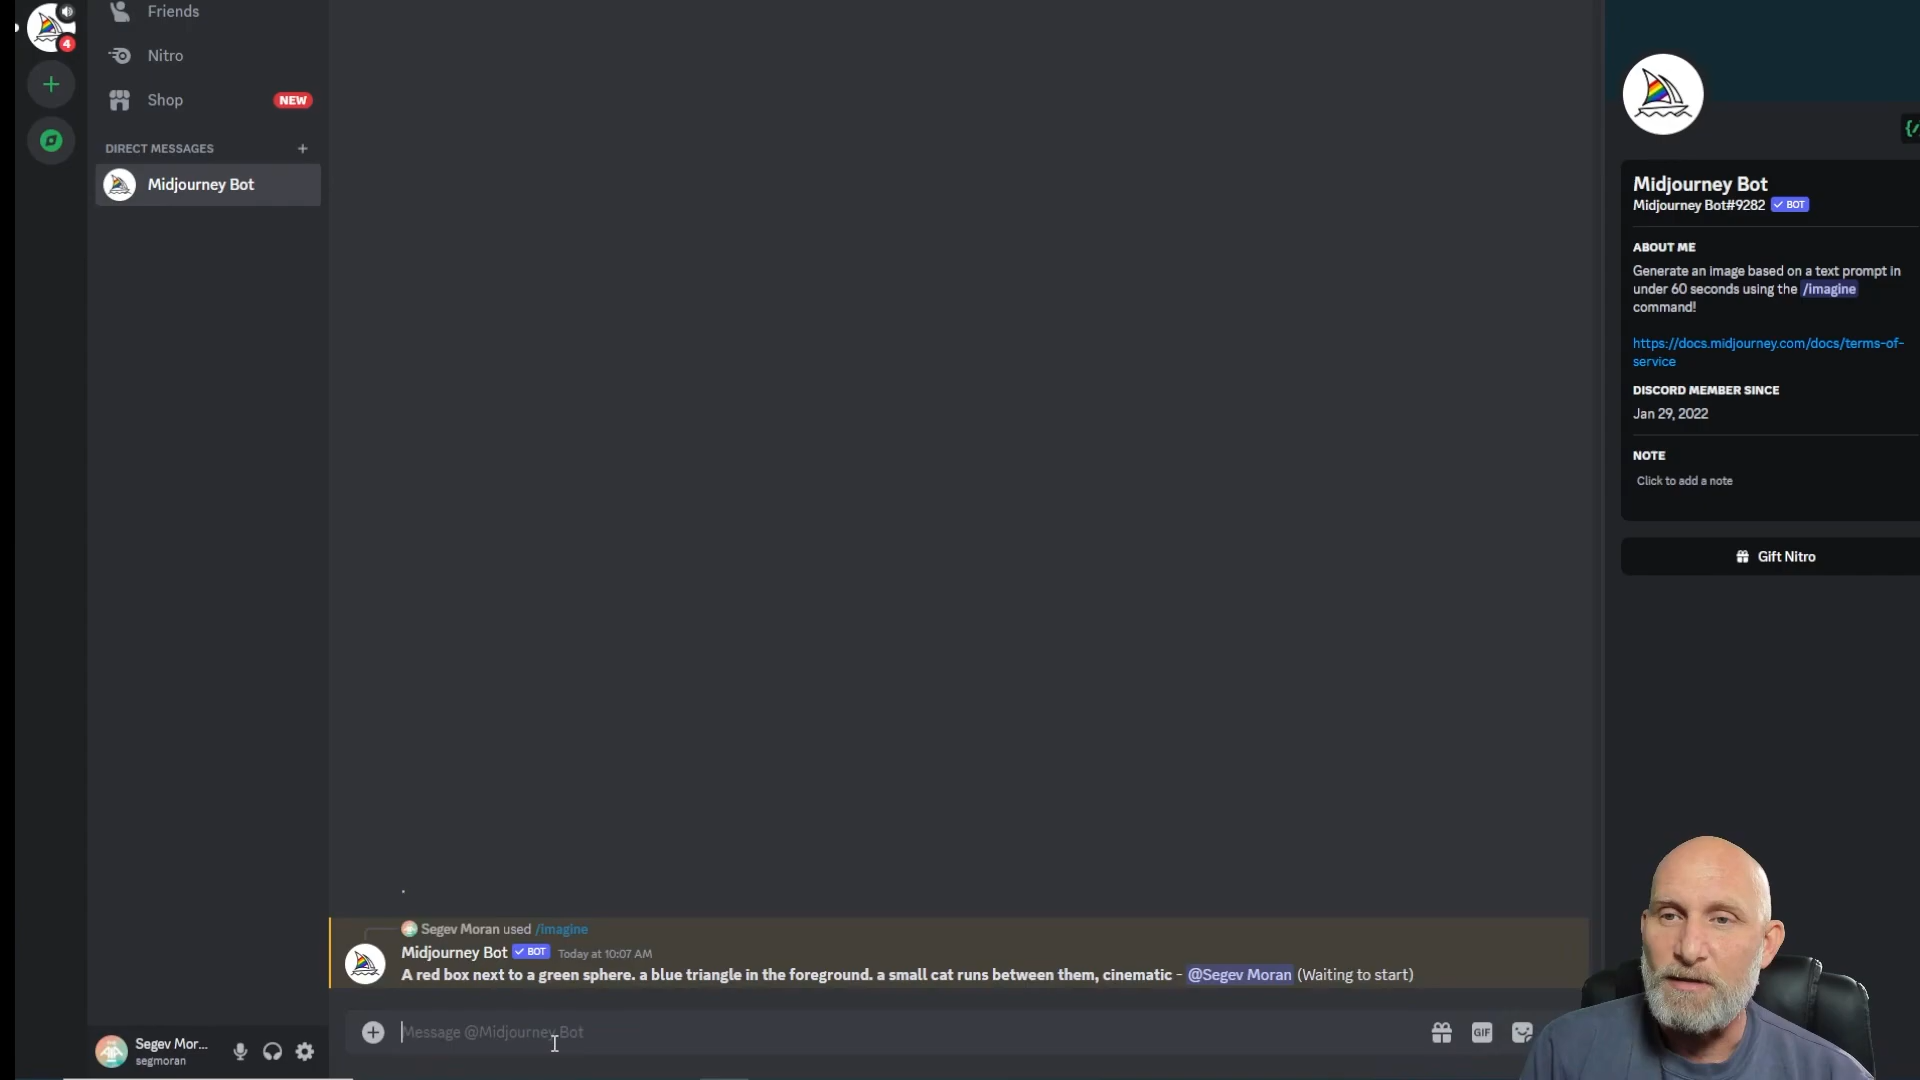 4
Friends
Nitro
Shop
NEW
DIRECT MESSAGES
Midjourney Bot
.
Segev Moran used /imagine
Midjourney Bot BOT Today at 10:07 AM
A red box next to a green sphere. a blue triangle in the foreground. a small cat runs between them, cinematic - @Segev Moran (Waiting to start)
Message @Midjourney Bot
GIF
Segev Mor...
segmoran
Midjourney Bot
Midjourney Bot#9282 BOT
ABOUT ME
Generate an image based on a text prompt in
under 60 seconds using the /imagine
command!
https://docs.midjourney.com/docs/terms-of-
service
DISCORD MEMBER SINCE
Jan 29, 2022
NOTE
Click to add a note
Gift Nitro